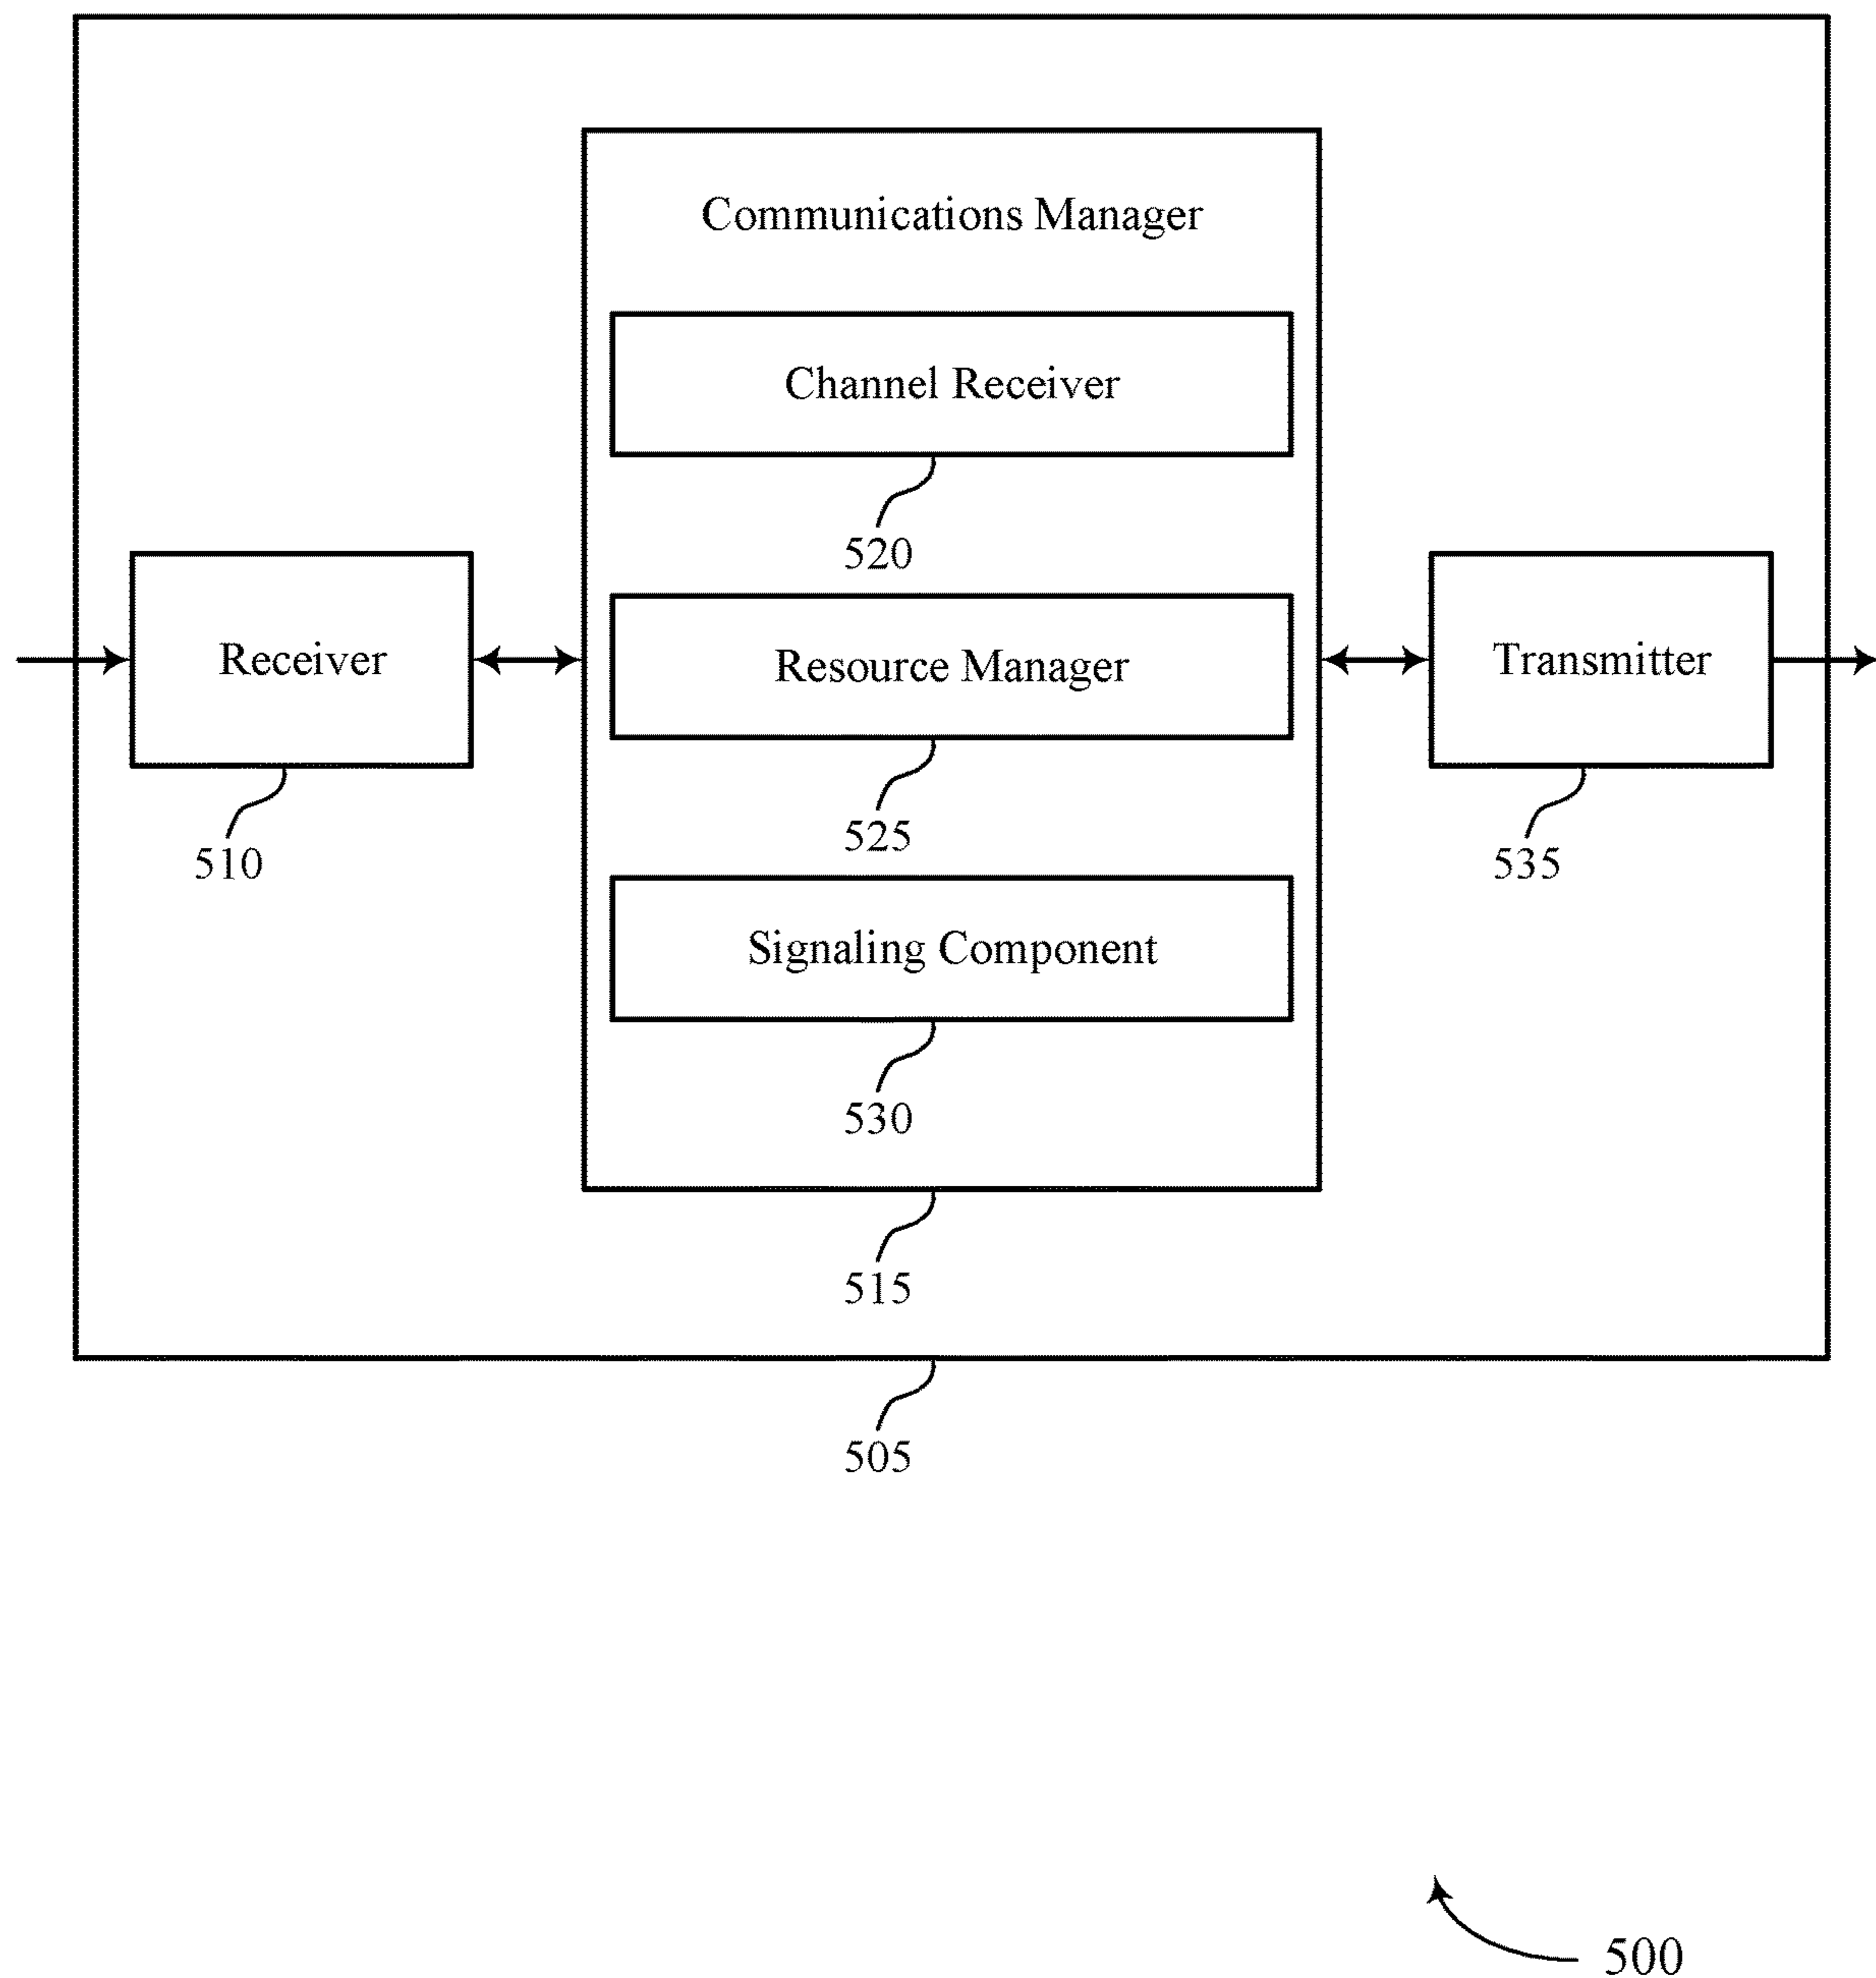 Communications Manager
Channel Receiver
520
Receiver
Resource Manager
Transmitter
510
525
535
Signaling Component
530
515
505
500